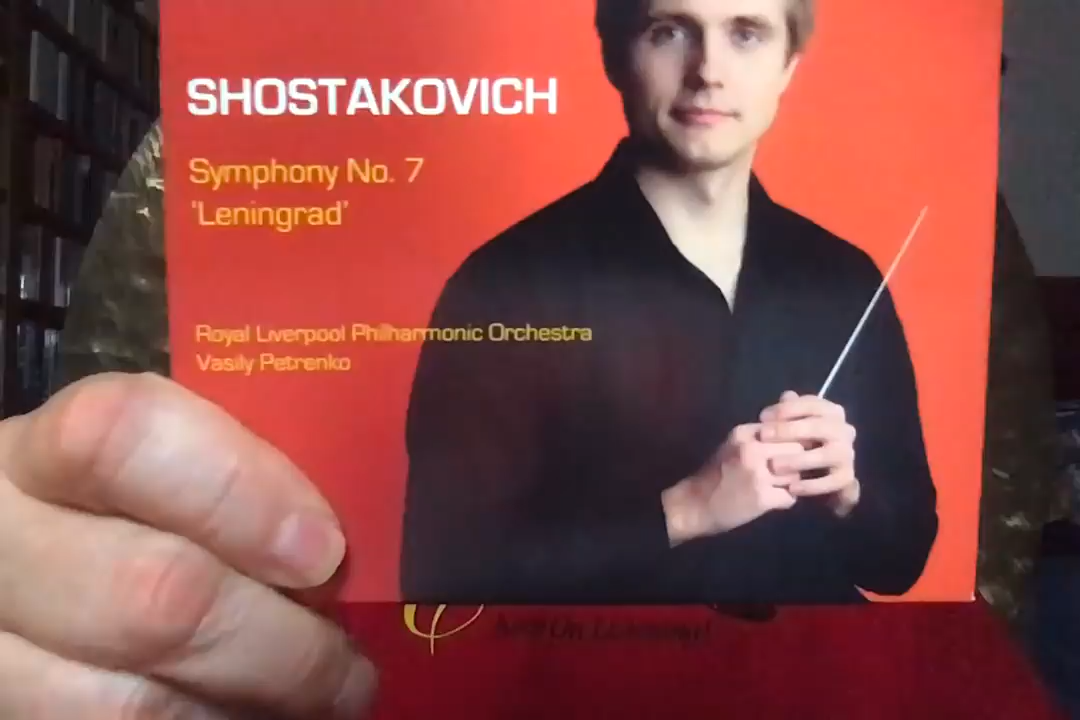 SHOSTAKOVICH
Symphony No. 7
'Leningrad'
Royal Liverpool Philharmonic Orchestra
Vasily Petrenko